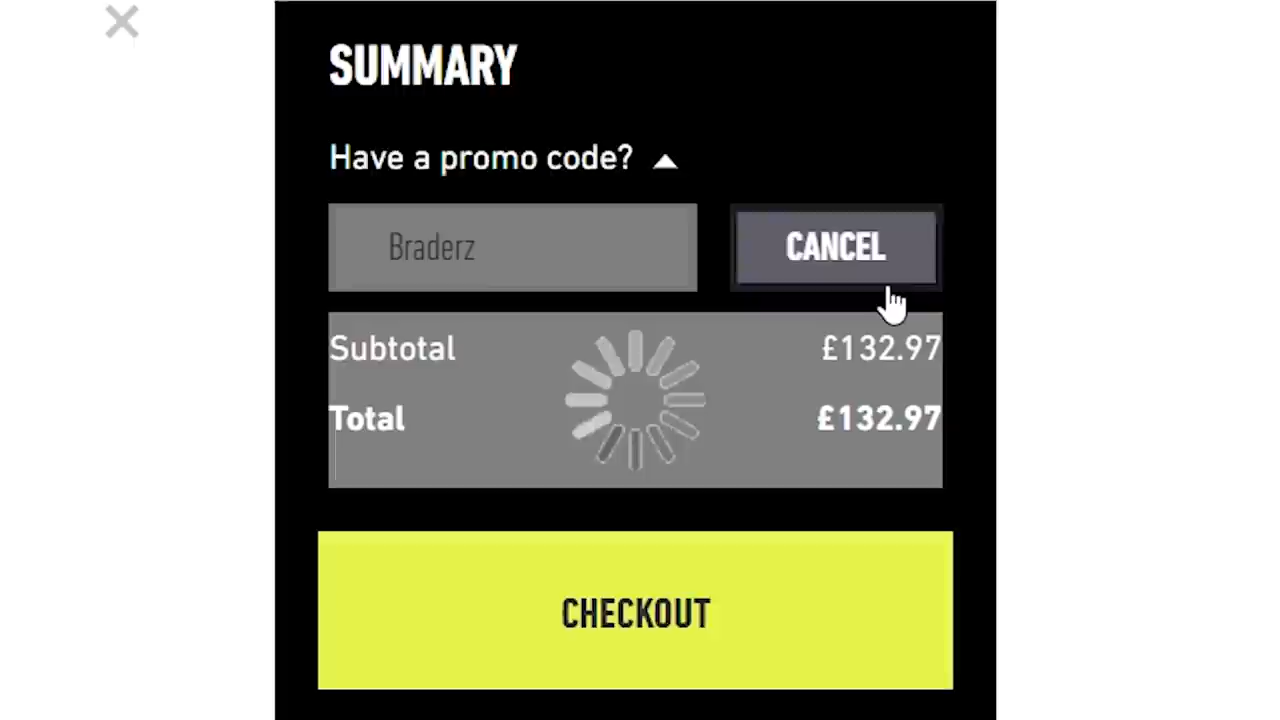 SUMMARY
Have a promo code?
Braderz
CANCEL
Subtotal £132.97
Total £132.97
CHECKOUT